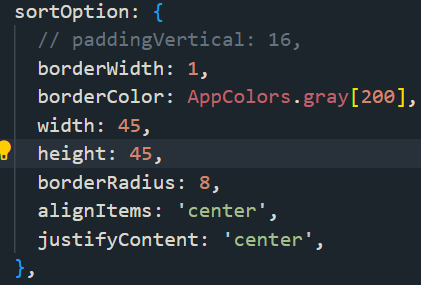 sortOption: {
// paddingVertical: 16,
borderWidth: 1,
borderColor: AppColors.gray[200],
width: 45,
height: 45,
borderRadius: 8,
alignItems: 'center',
justifyContent: 'center',
},